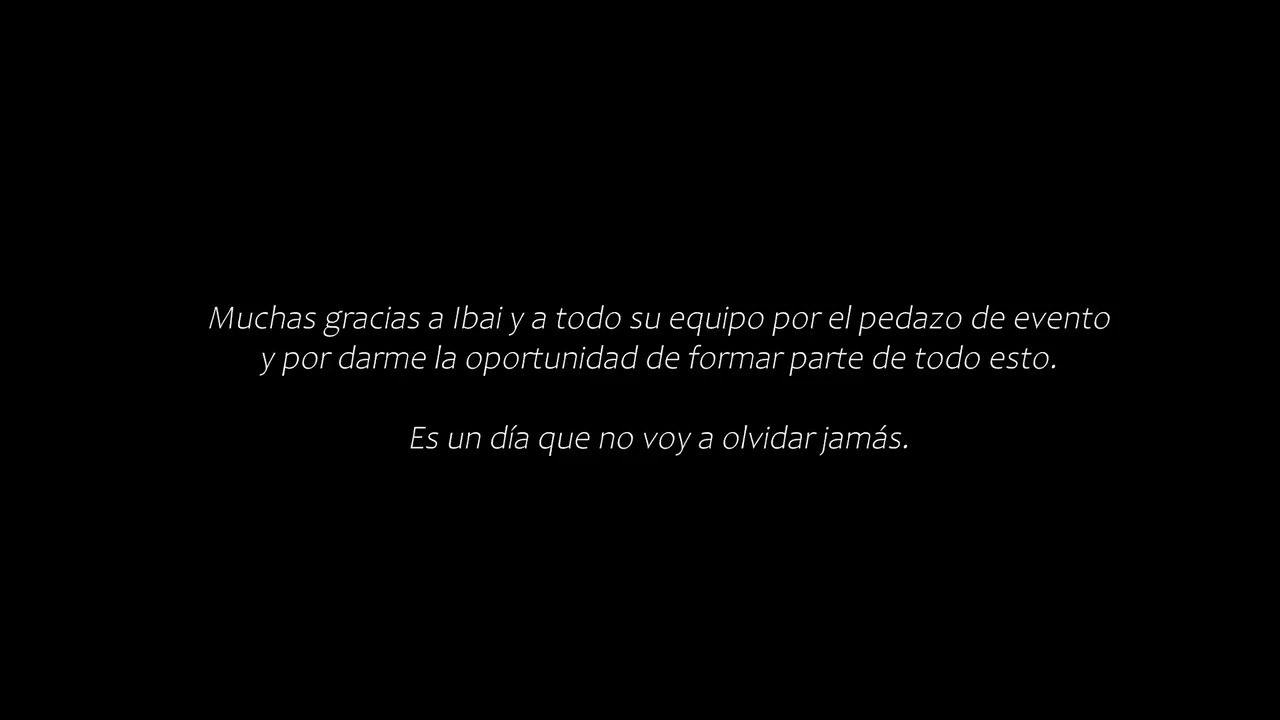 Muchas gracias a Ibai y a todo su equipo por el pedazo de evento
y por darme la oportunidad de formar parte de todo esto.
Es un día que no voy a olvidar jamás.